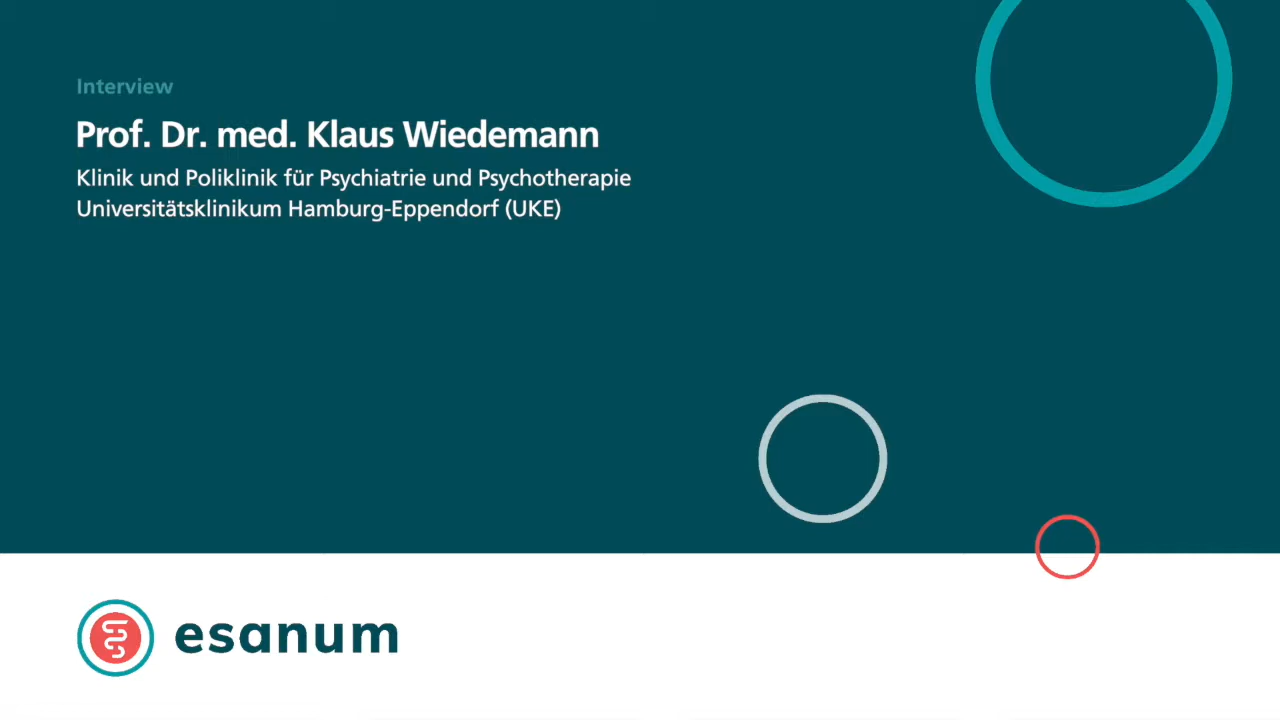 Interview
Prof. Dr. med. Klaus Wiedemann
Klinik und Poliklinik für Psychiatrie und Psychotherapie
Universitätsklinikum Hamburg-Eppendorf (UKE)
esanum